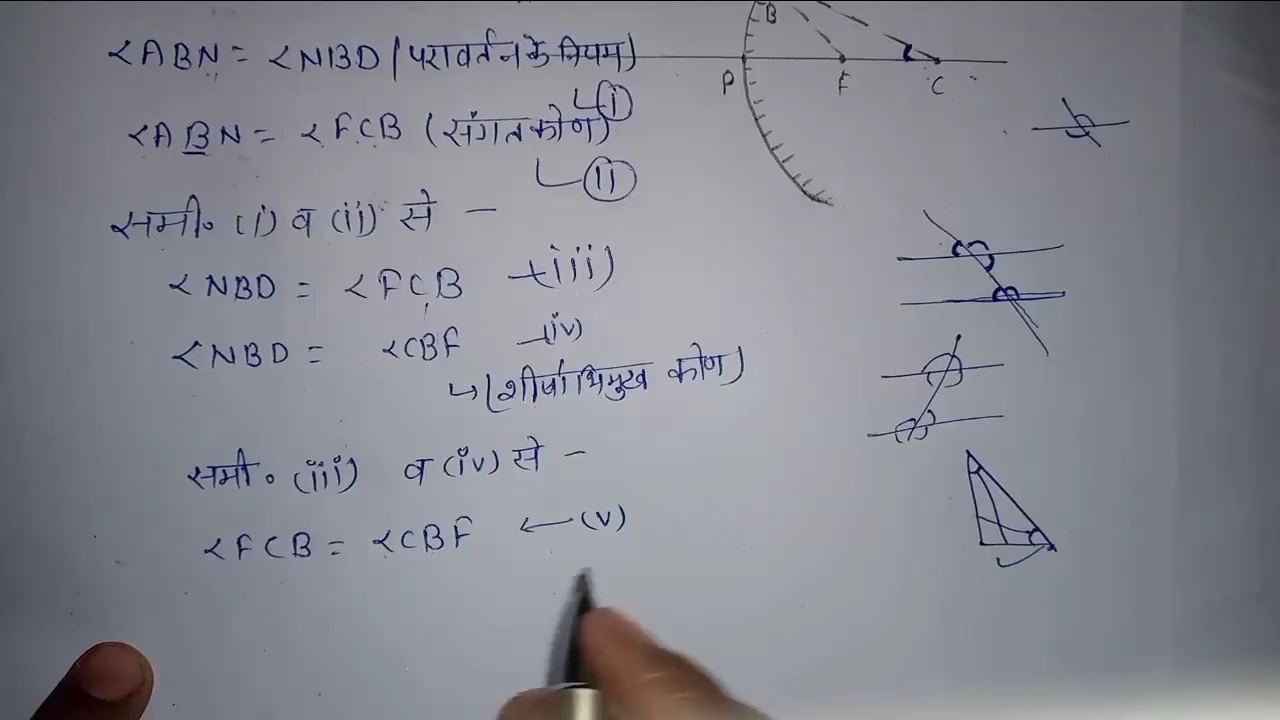 ∠ABN = ∠NBD (परावर्तन के नियम)
(i)
∠ABN = ∠FCB (संगत कोण)
(ii)
समी॰ (i) व (ii) से -
∠NBD = ∠FCB -(iii)
∠NBD = ∠CBF -(iv)
↳(शीर्षाभिमुख कोण)
समी॰ (iii) व (iv) से -
∠FCB = ∠CBF ←(v)
B
P F C